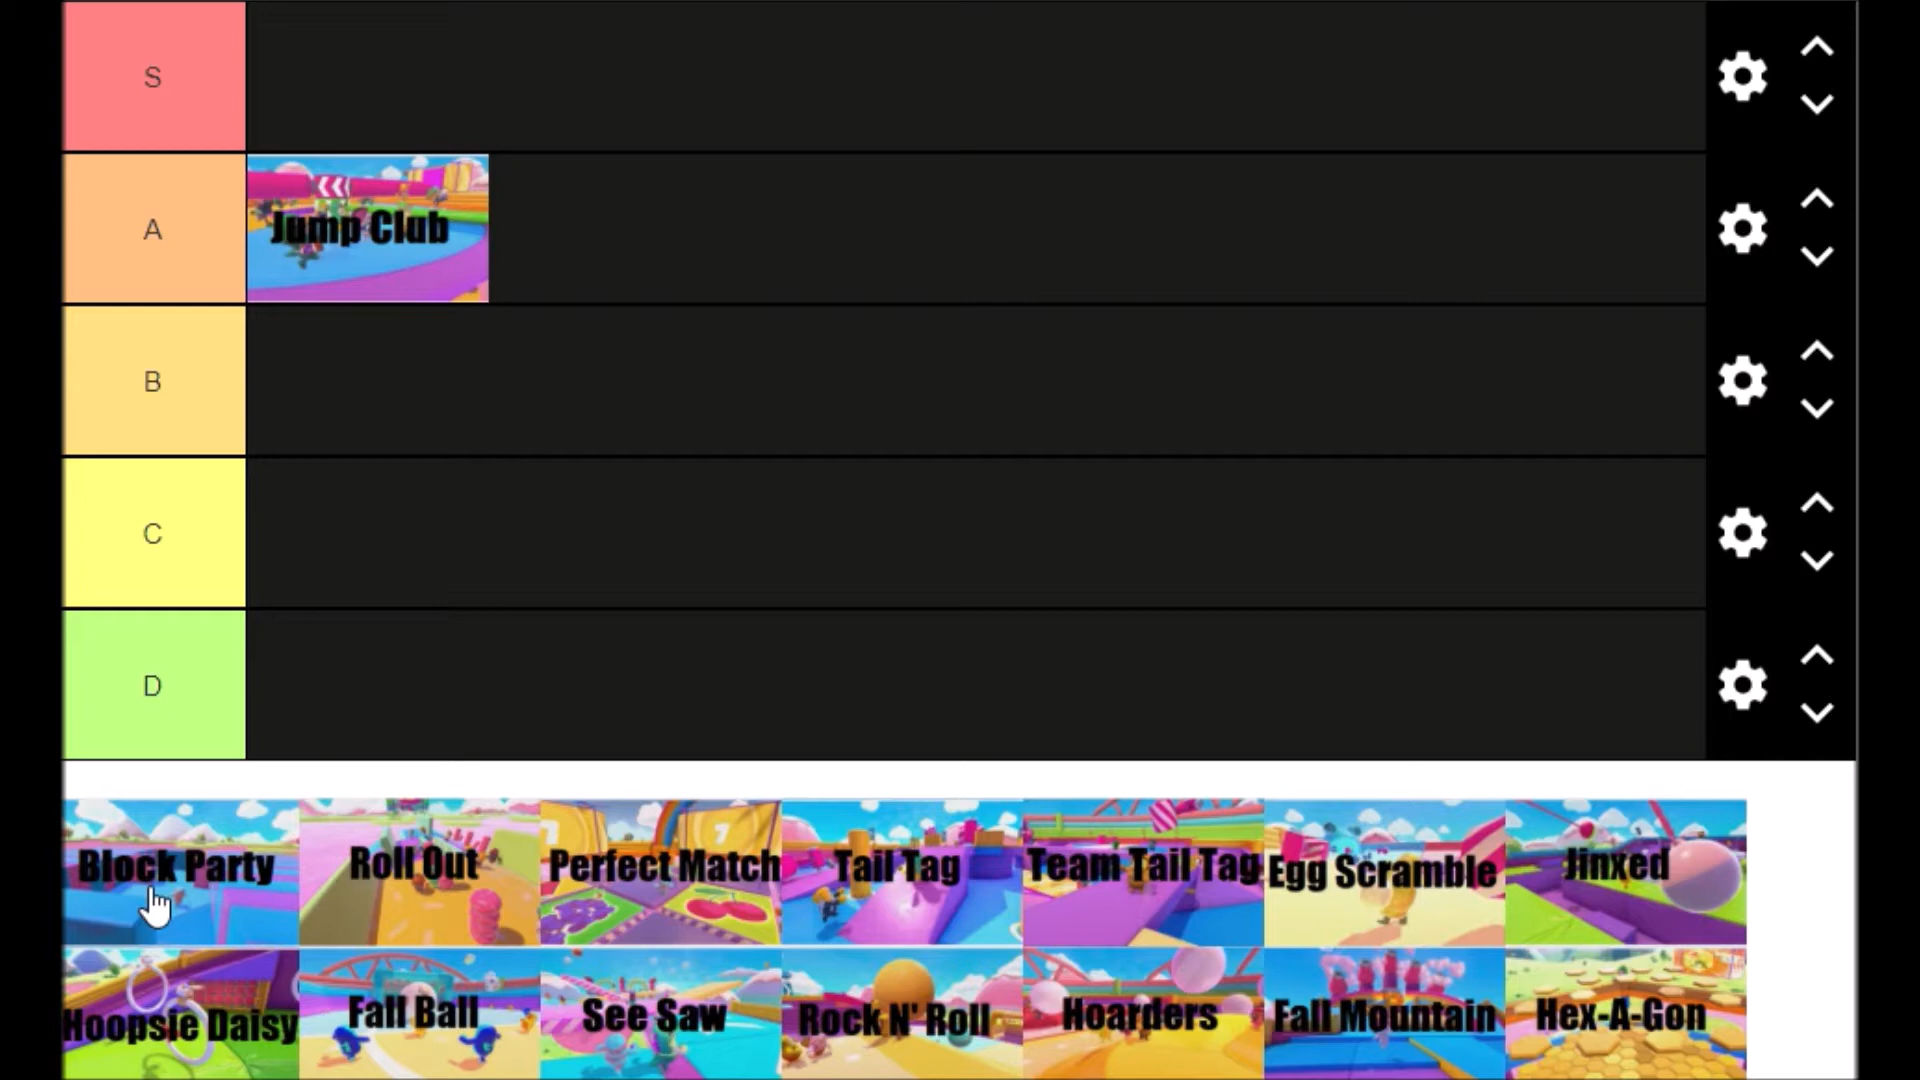 S
A
Jump Club
B
C
D
Block Party
Roll Out
Perfect Match
Tail Tag
Team Tail Tag
Egg Scramble
Jinxed
Hoopsie Daisy
Fall Ball
See Saw
Rock N' Roll
Hoarders
Fall Mountain
Hex-A-Gon